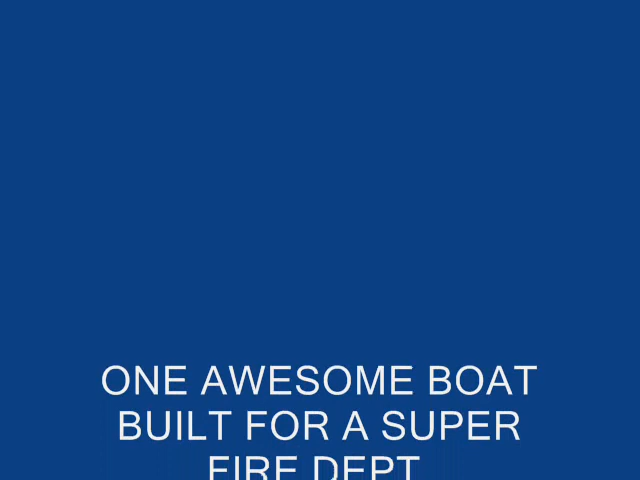 ONE AWESOME BOAT
BUILT FOR A SUPER
FIRE DEPT